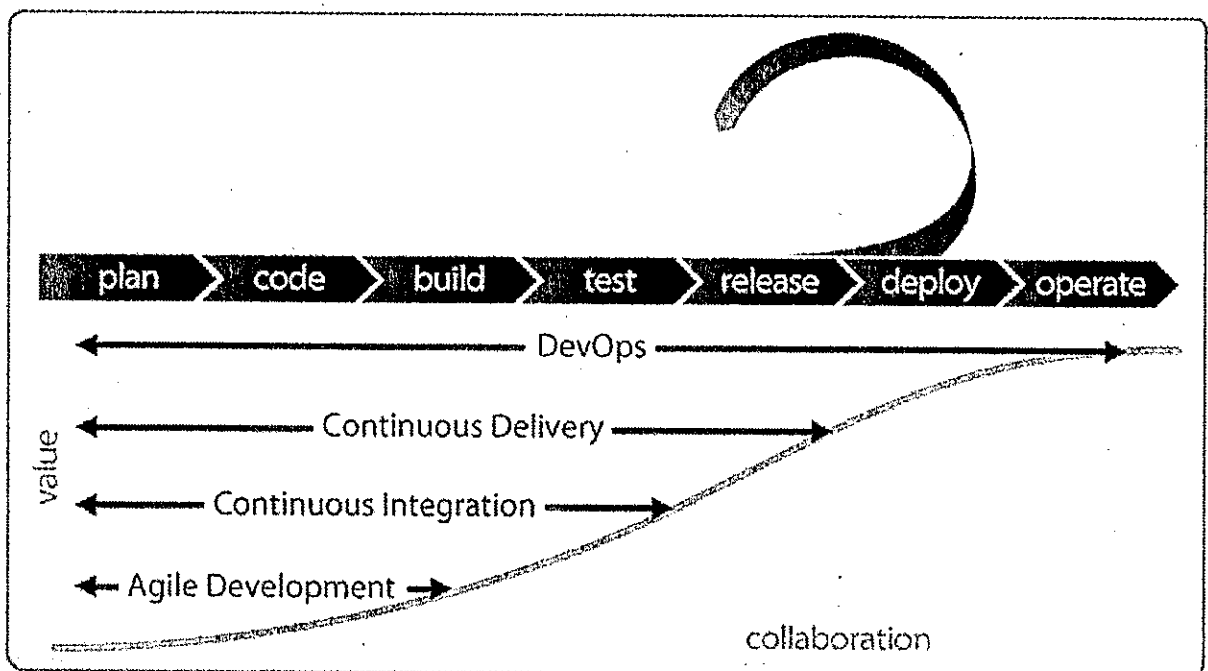 plan code build test release deploy operate
DevOps
Continuous Delivery
value
Continuous Integration
Agile Development
collaboration